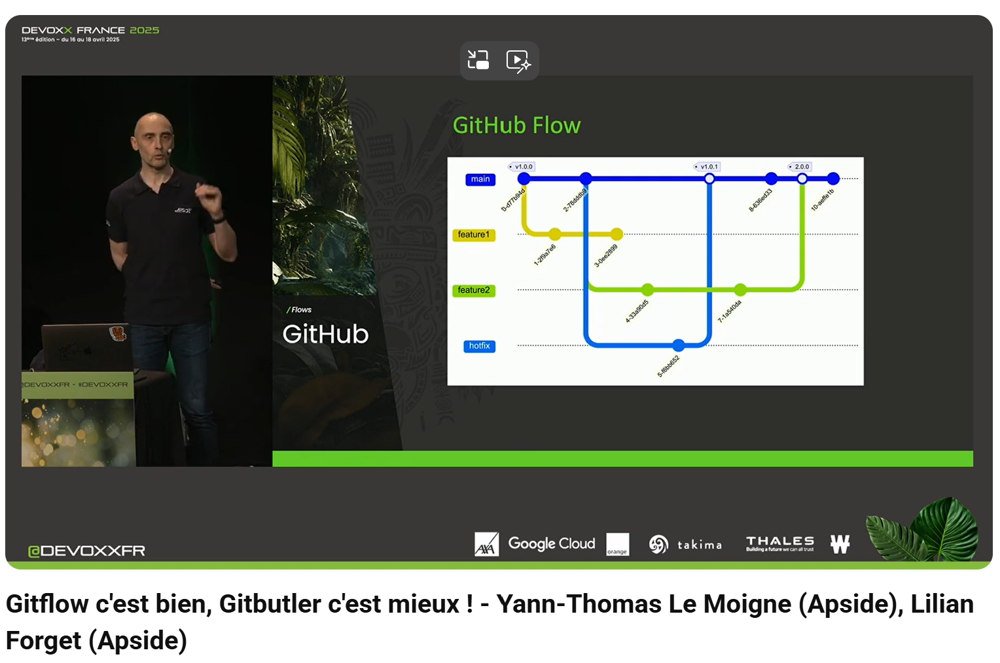 DEVOXX FRANCE 2025
13ème édition – du 16 au 18 avril 2025
GitHub Flow
v1.0.0
v1.0.1
2.0.0
main
0-d77b94d
2-78dddb9
8-636ed33
10-aeffe1b
feature1
1-2f9a7e6
3-0ee2899
feature2
4-33a90d5
7-1a540da
hotfix
5-f6bb652
/Flows
GitHub
@DEVOXXFR - #DEVOXXFR
@DEVOXXFR
AXA
Google Cloud
orange
takima
THALES
Building a future we can all trust
W
Gitflow c'est bien, Gitbutler c'est mieux ! - Yann-Thomas Le Moigne (Apside), Lilian
Forget (Apside)